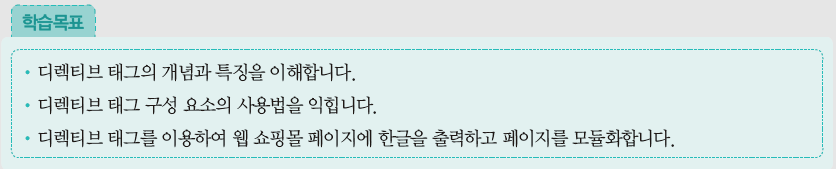 학습목표
• 디렉티브 태그의 개념과 특징을 이해합니다.
• 디렉티브 태그 구성 요소의 사용법을 익힙니다.
• 디렉티브 태그를 이용하여 웹 쇼핑몰 페이지에 한글을 출력하고 페이지를 모듈화합니다.